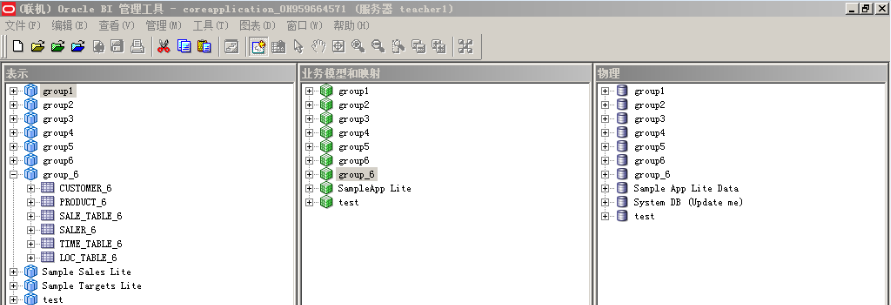 (联机) Oracle BI 管理工具 - coreapplication_OH959664571 (服务器 teacher1)
文件(F) 编辑(E) 查看(V) 管理(M) 工具(T) 图表(D) 窗口(W) 帮助(H)
表示
group1
group2
group3
group4
group5
group6
group_6
CUSTOMER_6
PRODUCT_6
SALE_TABLE_6
SALER_6
TIME_TABLE_6
LOC_TABLE_6
Sample Sales Lite
Sample Targets Lite
test
业务模型和映射
group1
group2
group3
group4
group5
group6
group_6
SampleApp Lite
test
物理
group1
group2
group3
group4
group5
group6
group_6
Sample App Lite Data
System DB (Update me)
test